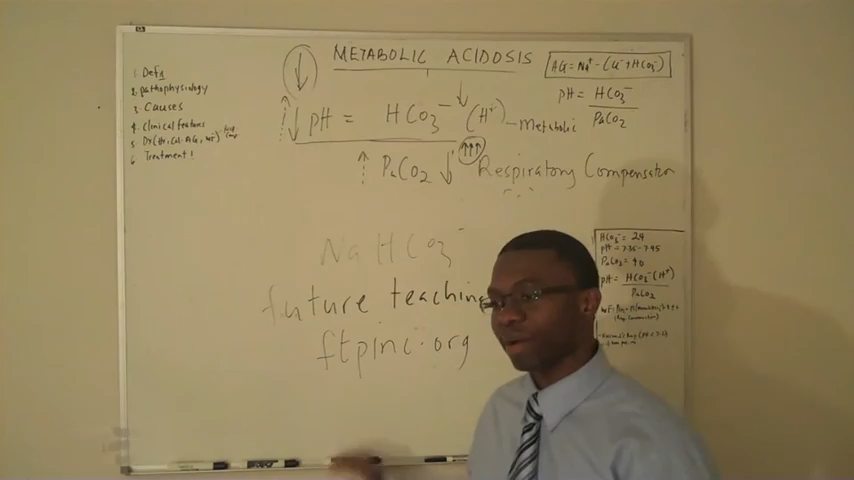 METABOLIC ACIDOSIS
AG = Na⁺ - (Cl⁻ + HCO₃⁻)
1. Defn
2. pathophysiology
3. Causes
4. Clinical features
5. Dx (Hx, Cal. AG,
6. Treatment!
↓
↓ pH = HCO₃⁻ ↓ (H⁺) - Metabolic
pH = HCO₃⁻
PaCO₂
↑ PaCO₂ ↓ ↑↑↑ Respiratory Compensation
NaHCO₃⁻
future teaching
ftpinc.org
HCO₃⁻ = 24
pH = 7.35-7.45
PaCO₂ = 40
pH = HCO₃⁻ (H⁺)
PaCO₂